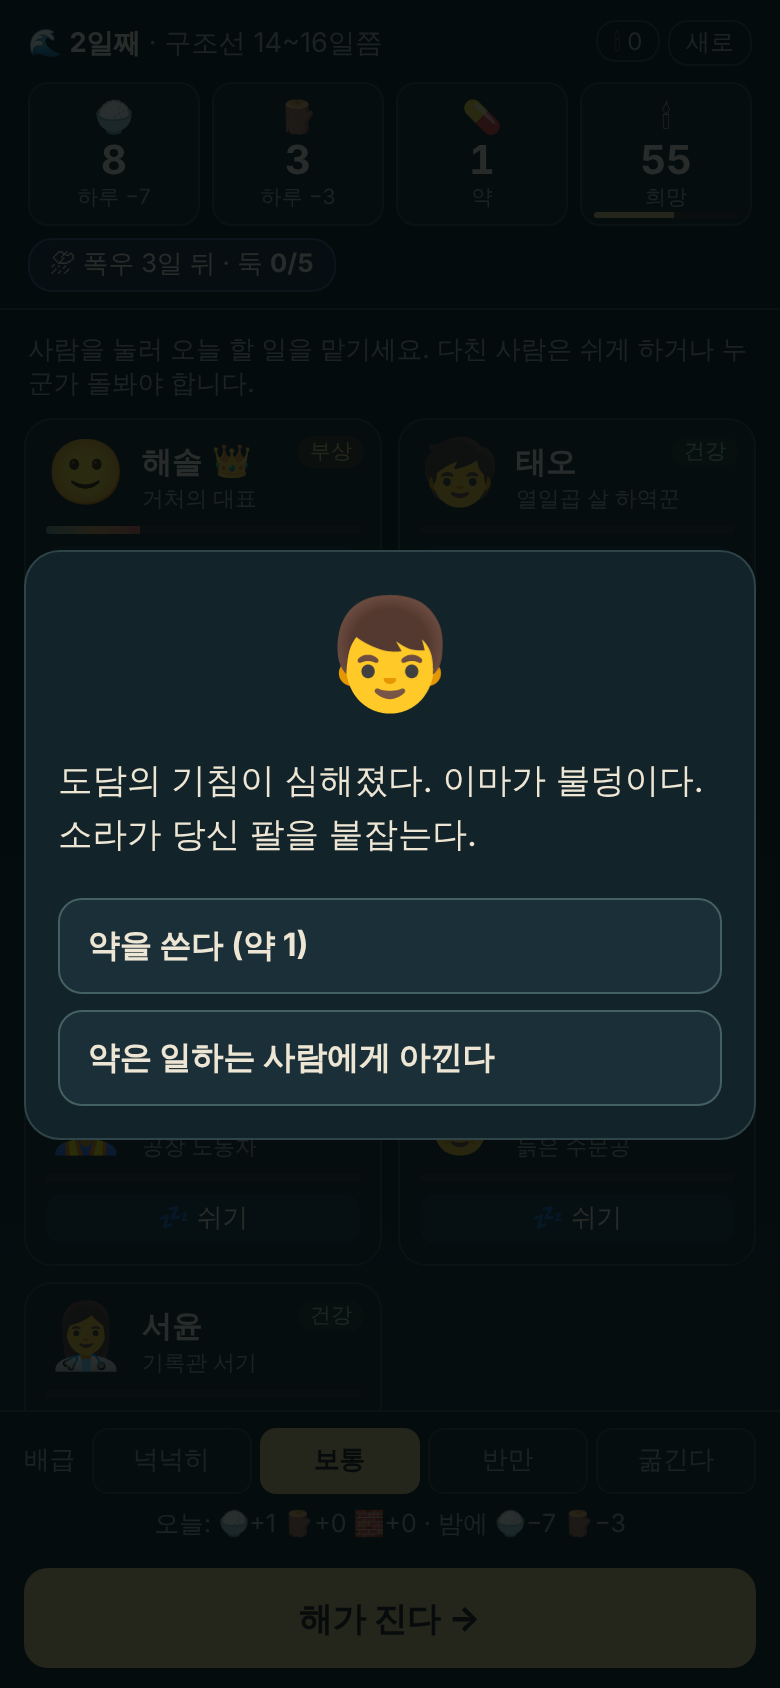 2일째 · 구조선 14~16일쯤
0
새로
8
하루 −7
3
하루 −3
1
약
55
희망
폭우 3일 뒤 · 둑 0/5
사람을 눌러 오늘 할 일을 맡기세요. 다친 사람은 쉬게 하거나 누
군가 돌봐야 합니다.
해솔
부상
거처의 대표
태오
건강
열일곱 살 하역꾼
도담의 기침이 심해졌다. 이마가 불덩이다.
소라가 당신 팔을 붙잡는다.
약을 쓴다 (약 1)
약은 일하는 사람에게 아낀다
공장 노동자
늙은 수문공
쉬기
쉬기
서윤
건강
기록관 서기
배급
넉넉히
보통
반만
굶긴다
오늘: +1 +0 +0 · 밤에 −7 −3
해가 진다 →